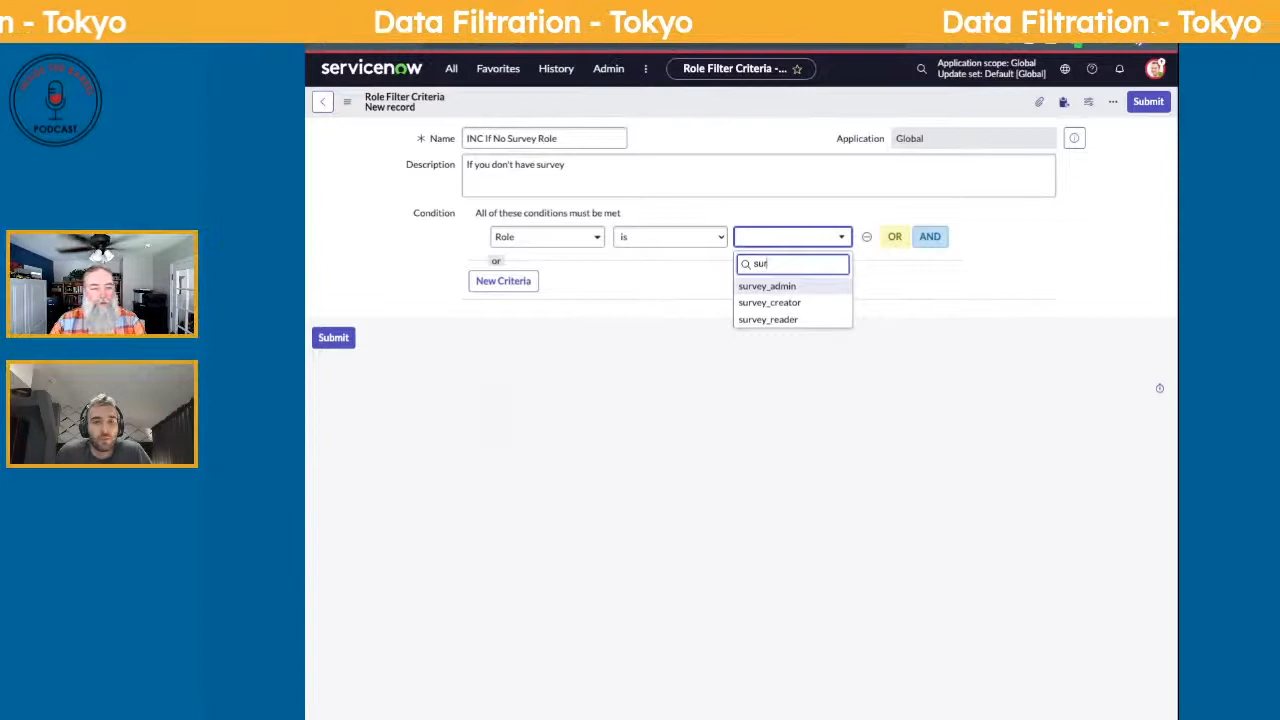 n - Tokyo Data Filtration - Tokyo Data Filtration - Tokyo
PODCAST
servicenow All Favorites History Admin Role Filter Criteria -...
Application scope: Global
Update set: Default [Global]
Role Filter Criteria
New record
Submit
Name INC If No Survey Role Application Global
Description If you don't have survey
Condition All of these conditions must be met
Role is OR AND
or
sur
New Criteria
survey_admin
survey_creator
survey_reader
Submit